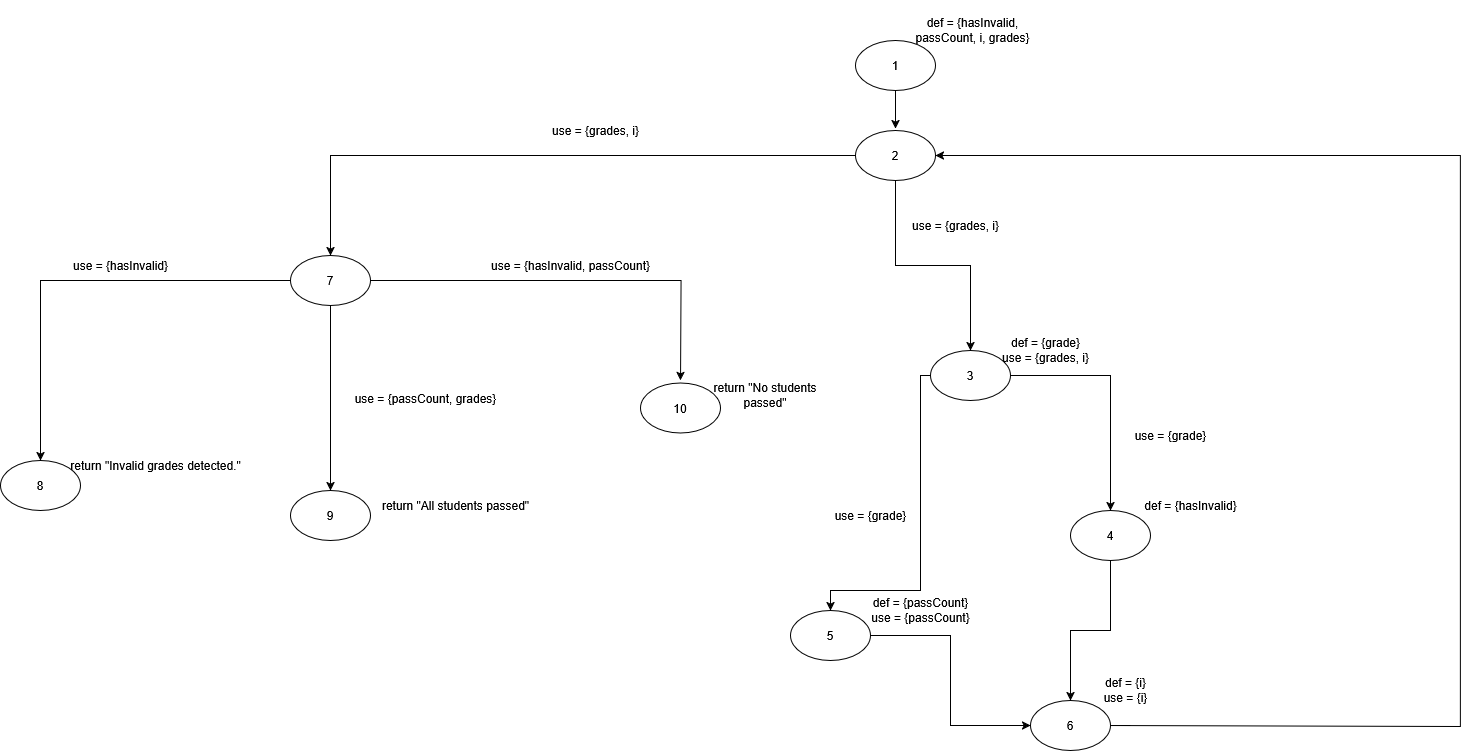 def = {hasInvalid,
passCount, i, grades}
1
use = {grades, i}
2
use = {grades, i}
use = {hasInvalid}
use = {hasInvalid, passCount}
7
def = {grade}
use = {grades, i}
3
return "No students
passed"
10
use = {passCount, grades}
use = {grade}
return "Invalid grades detected."
8
return "All students passed"
9
use = {grade}
def = {hasInvalid}
4
def = {passCount}
use = {passCount}
5
def = {i}
use = {i}
6